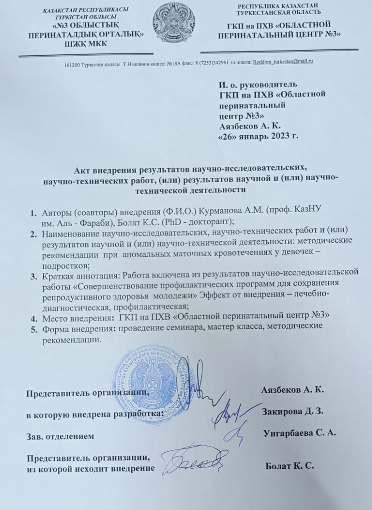 ҚАЗАҚСТАН РЕСПУБЛИКАСЫ
ТҮРКІСТАН ОБЛЫСЫ
«№3 ОБЛЫСТЫҚ
ПЕРИНАТАЛДЫҚ ОРТАЛЫҚ»
ШЖҚ МКК
РЕСПУБЛИКА КАЗАХСТАН
ТУРКЕСТАНСКАЯ ОБЛАСТЬ
ГКП на ПХВ «ОБЛАСТНОЙ
ПЕРИНАТАЛЬНЫЙ ЦЕНТР №3»
161200 Түркістан қаласы
И. о. руководитель
ГКП на ПХВ «Областной
перинатальный
центр №3»
Аязбеков А. К.
«26» январь 2023 г.
Акт внедрения результатов научно-исследовательских,
научно-технических работ, (или) результатов научной и (или) научно-
технической деятельности
1. Авторы (соавторы) внедрения (Ф.И.О.) Курманова А.М. (проф. КазНУ
им. Аль - Фараби), Болат К.С. (PhD - докторант);
2. Наименование научно-исследовательских, научно-технических работ и (или)
результатов научной и (или) научно-технической деятельности: методические
рекомендации при аномальных маточных кровотечениях у девочек –
подростков;
3. Краткая аннотация: Работа включена из результатов научно-исследовательской
работы «Совершенствование профилактических программ для сохранения
репродуктивного здоровья молодежи» Эффект от внедрения – лечебно-
диагностическая, профилактическая;
4. Место внедрения: ГКП на ПХВ «Областной перинатальный центр №3»
5. Форма внедрения: проведение семинара, мастер класса, методические
рекомендации.
Представитель организации, Аязбеков А. К.
в которую внедрена разработка: Закирова Д. З.
Зав. отделением Унгарбаева С. А.
Представитель организации,
из которой исходит внедрение Болат К. С.